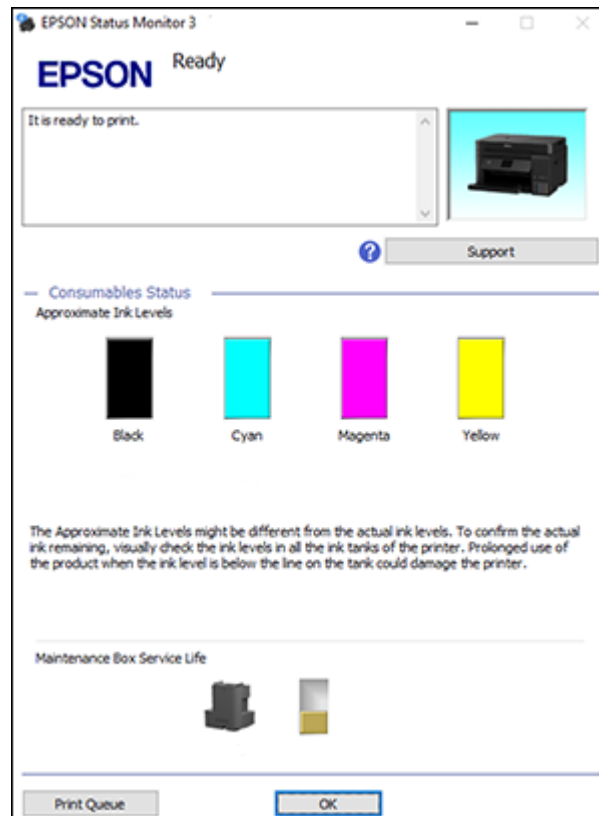 EPSON Status Monitor 3
EPSON
Ready
It is ready to print.
?
Support
Consumables Status
Approximate Ink Levels
Black Cyan Magenta Yellow
The Approximate Ink Levels might be different from the actual ink levels. To confirm the actual
ink remaining, visually check the ink levels in all the ink tanks of the printer. Prolonged use of
the product when the ink level is below the line on the tank could damage the printer.
Maintenance Box Service Life
Print Queue OK